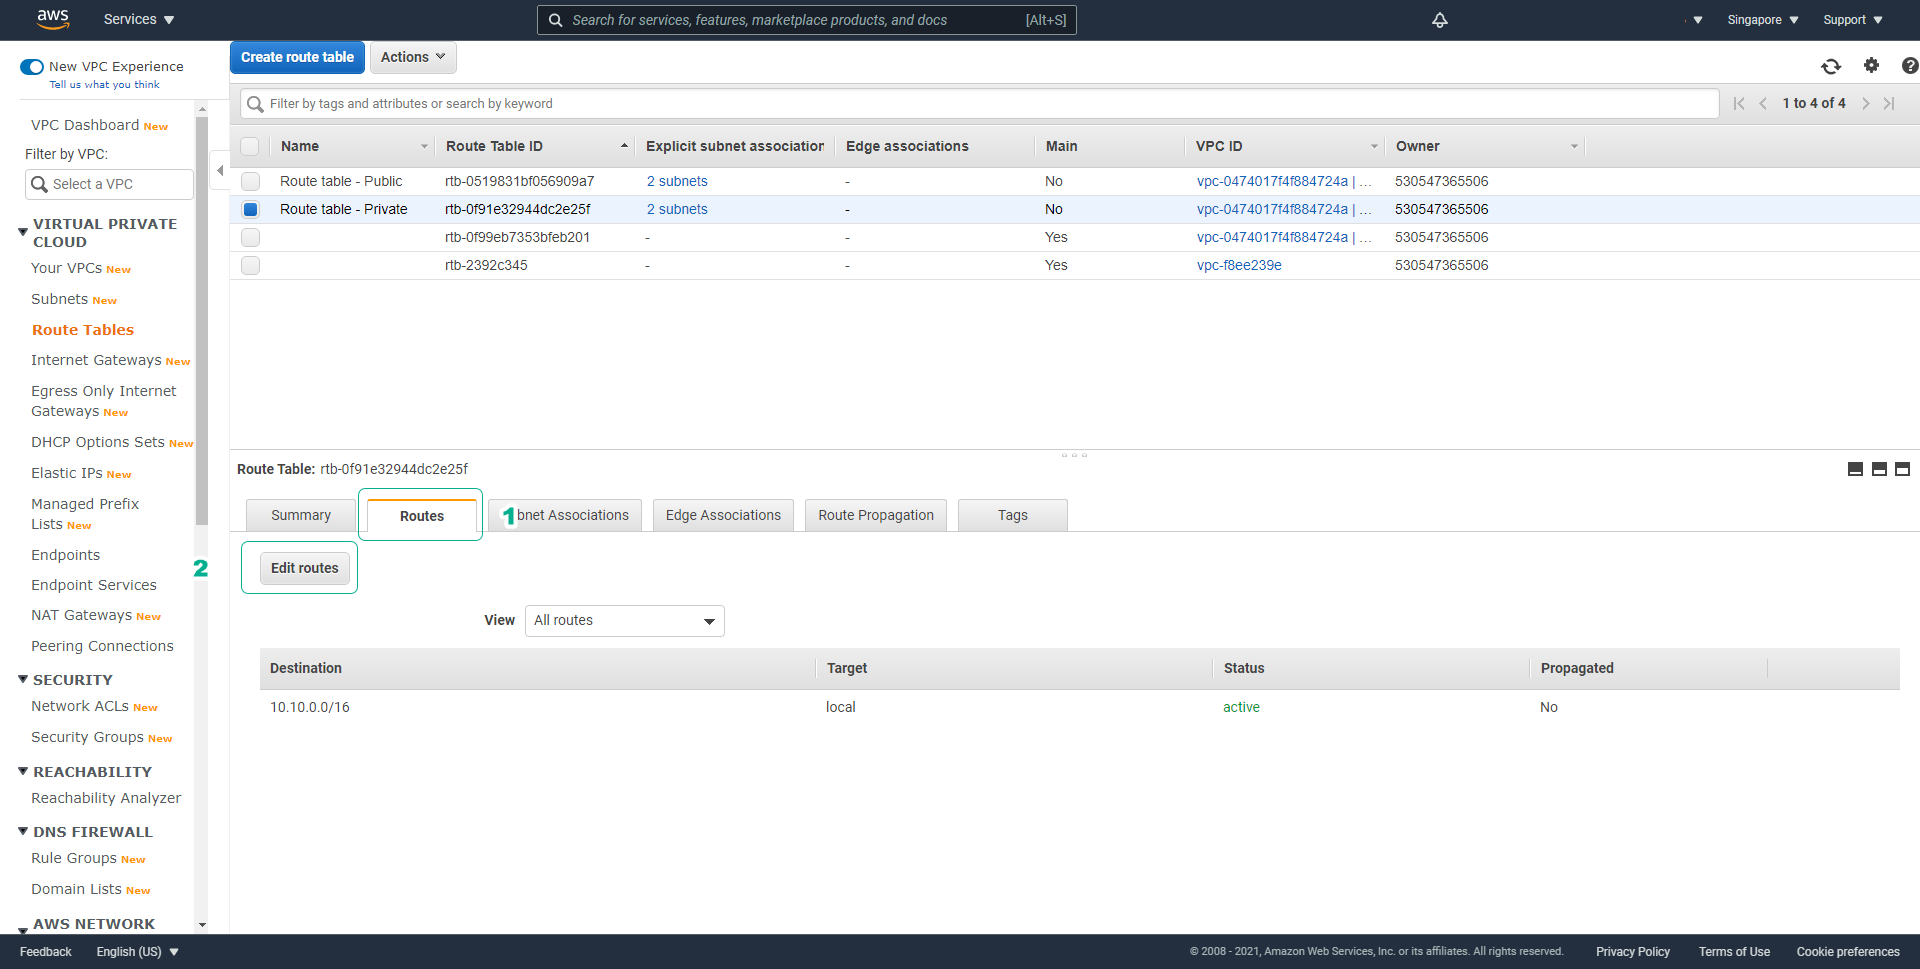 aws Services Search for services, features, marketplace products, and docs [Alt+S] Singapore Support
New VPC Experience
Tell us what you think
VPC Dashboard New
Filter by VPC:
Select a VPC
VIRTUAL PRIVATE
CLOUD
Your VPCs New
Subnets New
Route Tables
Internet Gateways New
Egress Only Internet
Gateways New
DHCP Options Sets New
Elastic IPs New
Managed Prefix
Lists New
Endpoints
Endpoint Services
NAT Gateways New
Peering Connections
SECURITY
Network ACLs New
Security Groups New
REACHABILITY
Reachability Analyzer
DNS FIREWALL
Rule Groups New
Domain Lists New
AWS NETWORK
Create route table Actions
Filter by tags and attributes or search by keyword 1 to 4 of 4
Name Route Table ID Explicit subnet association Edge associations Main VPC ID Owner
Route table - Public rtb-0519831bf056909a7 2 subnets - No vpc-0474017f4f884724a | ... 530547365506
Route table - Private rtb-0f91e32944dc2e25f 2 subnets - No vpc-0474017f4f884724a | ... 530547365506
rtb-0f99eb7353bfeb201 - - Yes vpc-0474017f4f884724a | ... 530547365506
rtb-2392c345 - - Yes vpc-f8ee239e 530547365506
Route Table: rtb-0f91e32944dc2e25f
Summary Routes 1 bnet Associations Edge Associations Route Propagation Tags
2 Edit routes
View All routes
Destination Target Status Propagated
10.10.0.0/16 local active No
Feedback English (US) © 2008 - 2021, Amazon Web Services, Inc. or its affiliates. All rights reserved. Privacy Policy Terms of Use Cookie preferences